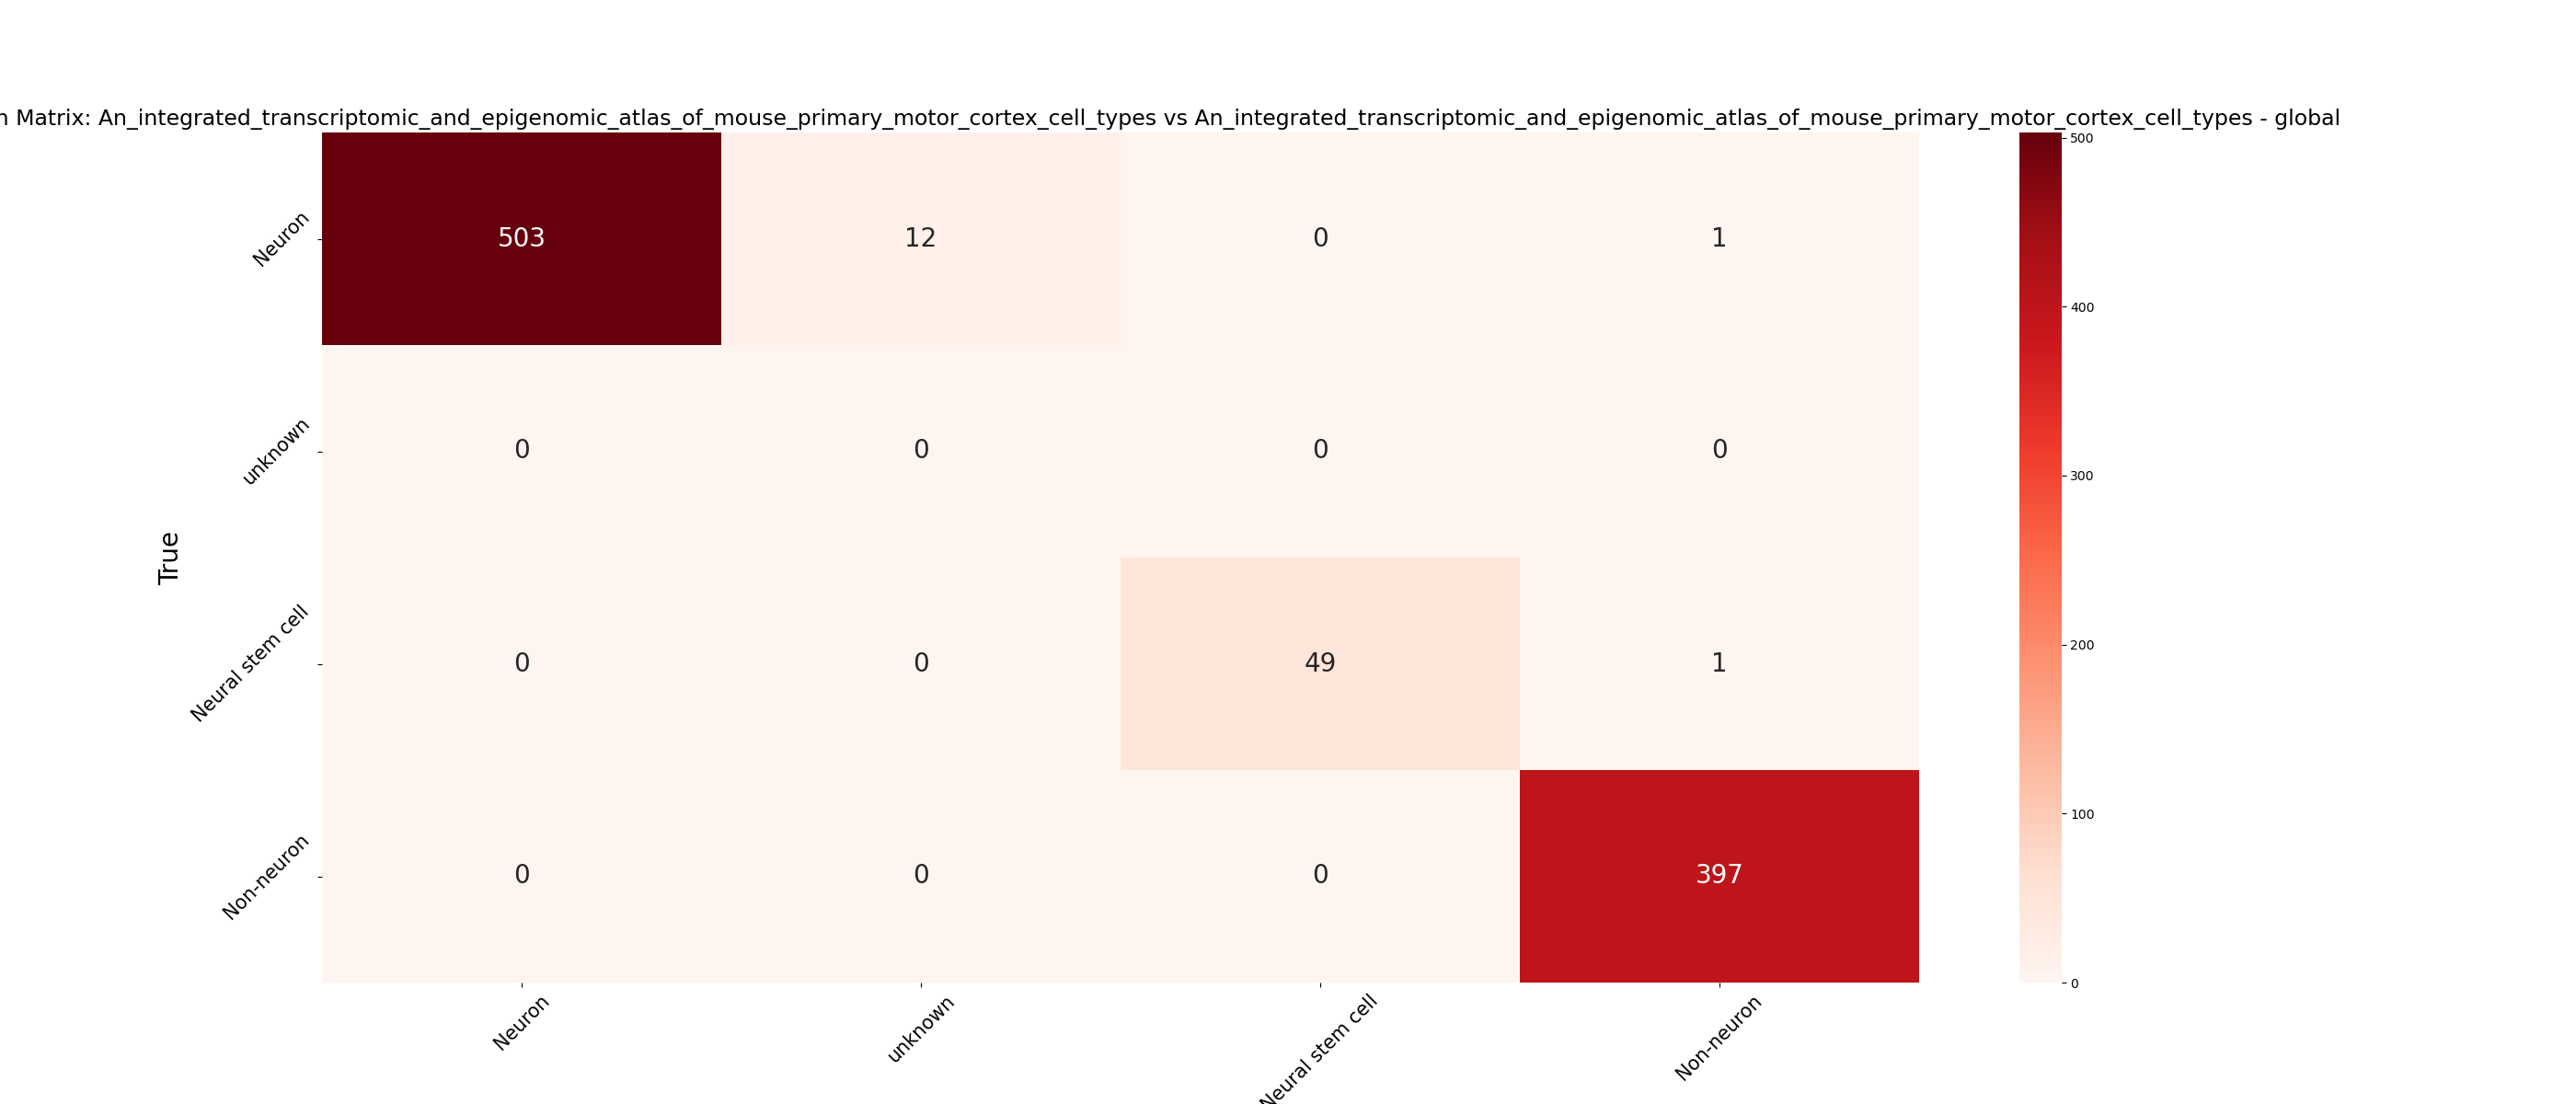 n Matrix: An_integrated_transcriptomic_and_epigenomic_atlas_of_mouse_primary_motor_cortex_cell_types vs An_integrated_transcriptomic_and_epigenomic_atlas_of_mouse_primary_motor_cortex_cell_types - global
Neuron 503 12 0 1
unknown 0 0 0 0
Neural stem cell 0 0 49 1
Non-neuron 0 0 0 397
True
Neuron unknown Neural stem cell Non-neuron
500
400
300
200
100
0